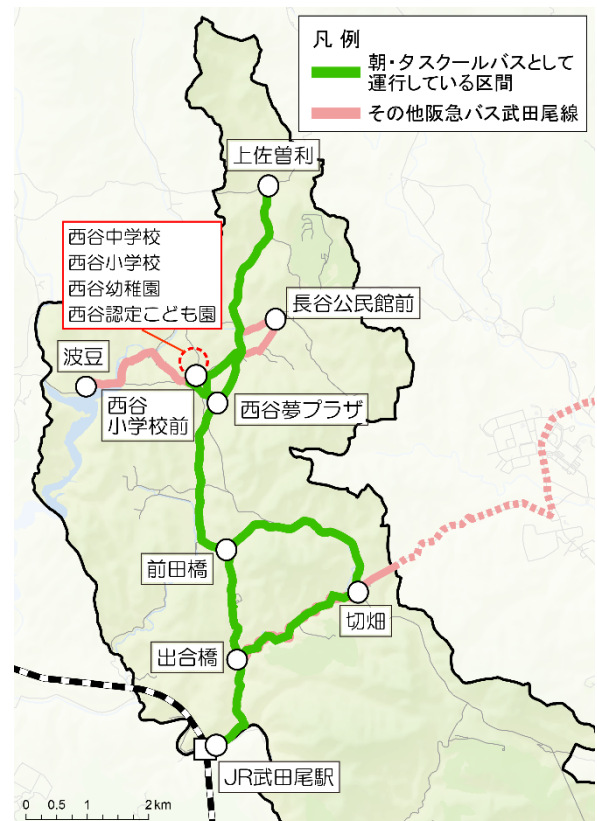 凡 例
朝・夕スクールバスとして
運行している区間
その他阪急バス武田尾線
上佐曽利
西谷中学校
西谷小学校
西谷幼稚園
西谷認定こども園
長谷公民館前
波豆
西谷
小学校前
西谷夢プラザ
前田橋
切畑
出合橋
JR武田尾駅
0 0.5 1 2km